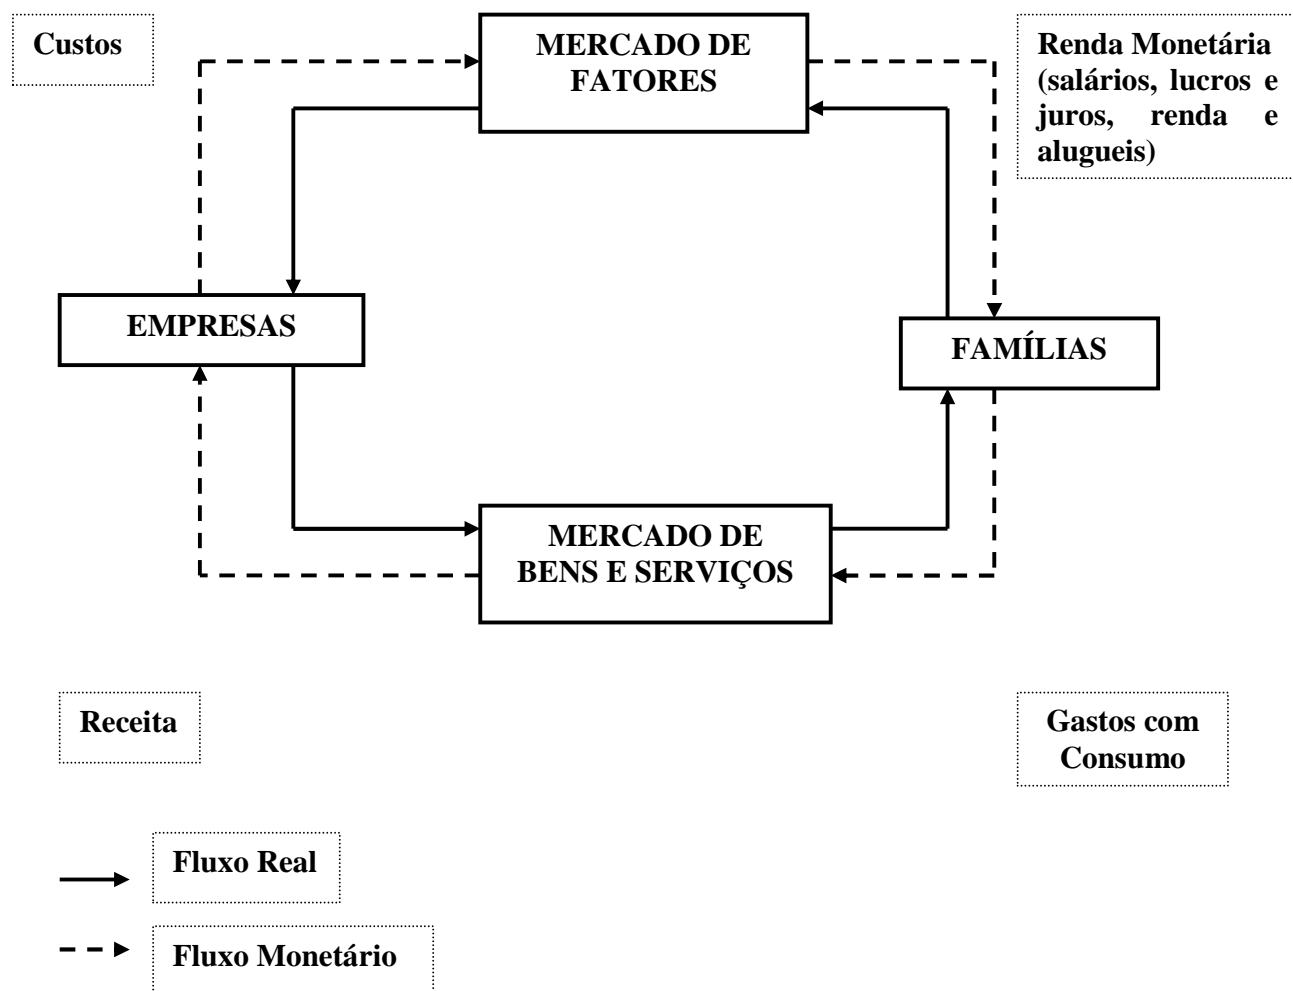 Custos
MERCADO DE
FATORES
Renda Monetária
(salários, lucros e
juros, renda e
alugueis)
EMPRESAS
FAMÍLIAS
MERCADO DE
BENS E SERVIÇOS
Receita
Gastos com
Consumo
Fluxo Real
Fluxo Monetário